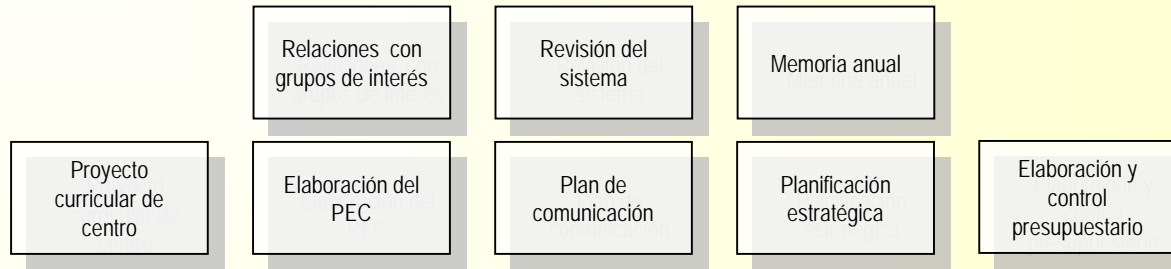 Relaciones con
grupos de interés
Revisión del
sistema
Memoria anual
Proyecto
curricular de
centro
Elaboración del
PEC
Plan de
comunicación
Planificación
estratégica
Elaboración y
control
presupuestario